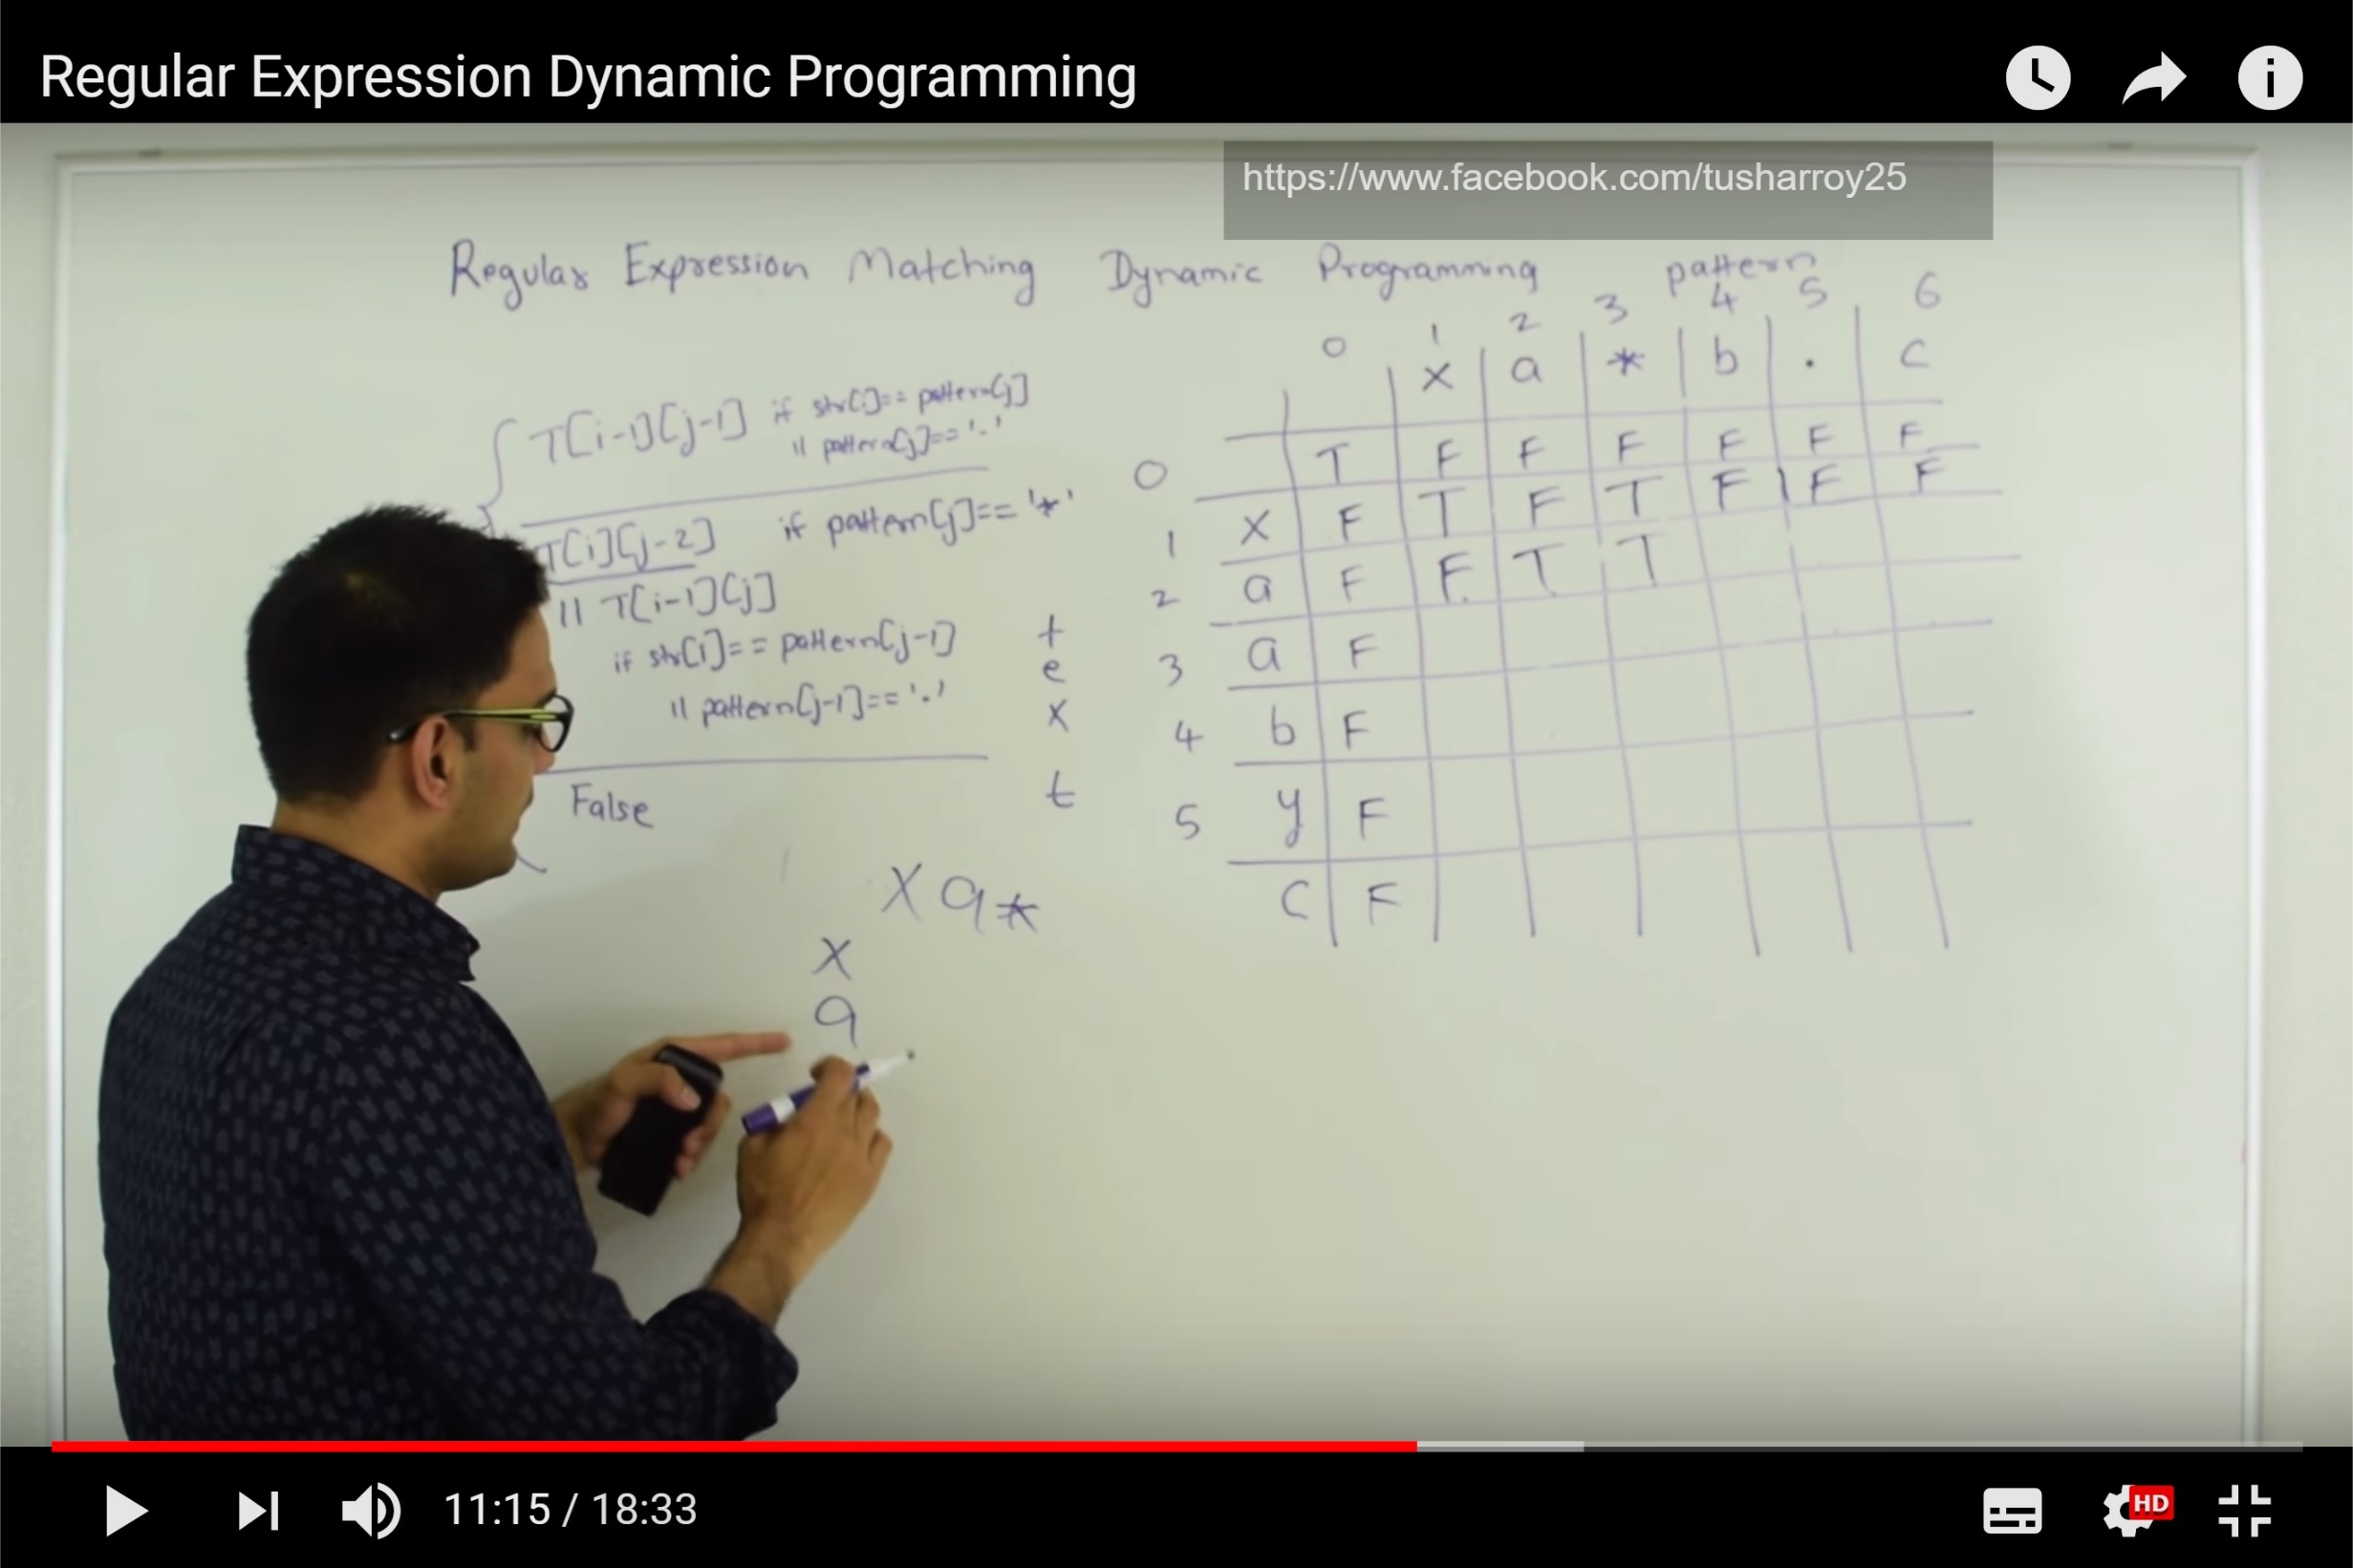 Regular Expression Dynamic Programming
https://www.facebook.com/tusharroy25
Regular Expression Matching Dynamic Programming pattern
0 1 2 3 4 5 6
x a * b . c
T[i-1][j-1] if str[i]== pattern[j]
|| pattern[j]== '.'
T[i][j-2] if pattern[j]== '*'
|| T[i-1][j]
if str[i]== pattern[j-1]
|| pattern[j-1]== '.'
False
t
e
x
t
0 T F F F F F F
1 x F T F T F F F
2 a F F T T
3 a F
4 b F
5 y F
c F
X a *
X
a
11:15 / 18:33
HD